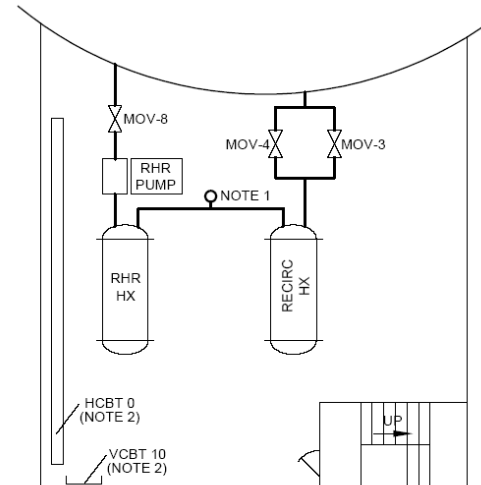 MOV-8
MOV-4
MOV-3
RHR
PUMP
NOTE 1
RHR
HX
RECIRC
HX
HCBT 0
(NOTE 2)
UP
VCBT 10
(NOTE 2)